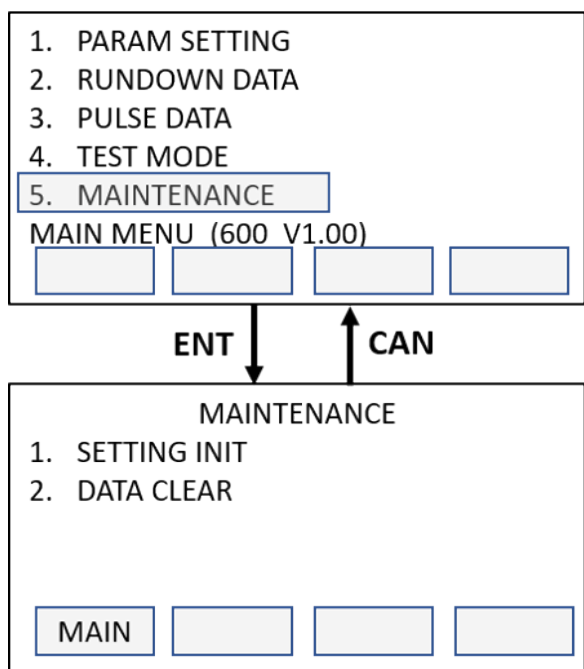 1. PARAM SETTING
2. RUNDOWN DATA
3. PULSE DATA
4. TEST MODE
5. MAINTENANCE
MAIN MENU (600 V1.00)
ENT CAN
MAINTENANCE
1. SETTING INIT
2. DATA CLEAR
MAIN